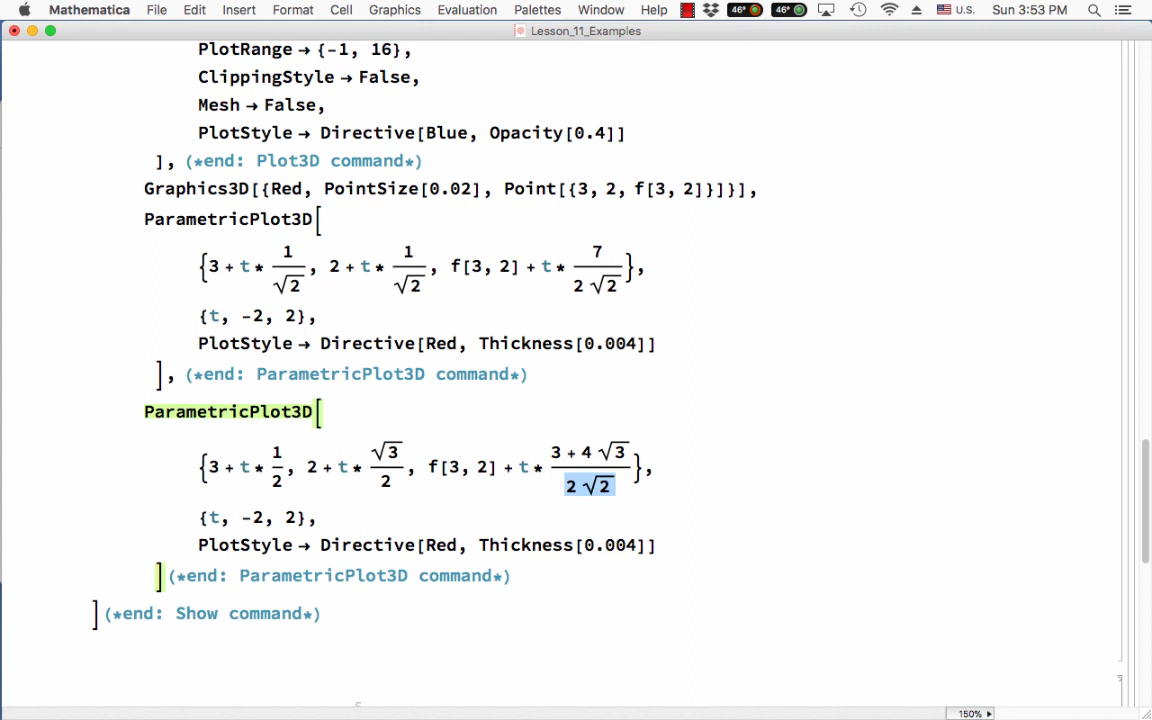 Mathematica File Edit Insert Format Cell Graphics Evaluation Palettes Window Help 46° 46° U.S. Sun 3:53 PM
Lesson_11_Examples
PlotRange → {-1, 16},
ClippingStyle → False,
Mesh → False,
PlotStyle → Directive[Blue, Opacity[0.4]]
], (*end: Plot3D command*)
Graphics3D[{Red, PointSize[0.02], Point[{3, 2, f[3, 2]}]}],
ParametricPlot3D[
{3 + t * 1/√2, 2 + t * 1/√2, f[3, 2] + t * 7/(2 √2)},
{t, -2, 2},
PlotStyle → Directive[Red, Thickness[0.004]]
], (*end: ParametricPlot3D command*)
ParametricPlot3D[
{3 + t * 1/2, 2 + t * √3/2, f[3, 2] + t * (3 + 4 √3)/(2 √2)},
{t, -2, 2},
PlotStyle → Directive[Red, Thickness[0.004]]
](*end: ParametricPlot3D command*)
](*end: Show command*)
150%